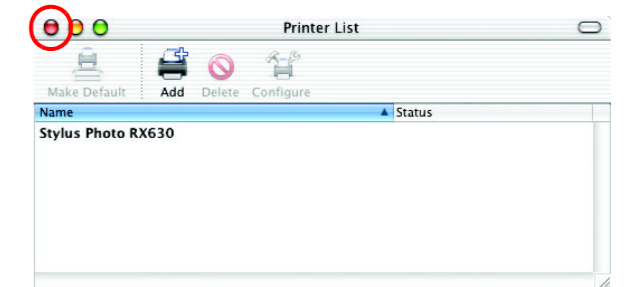 Printer List
Make Default Add Delete Configure
Name Status
Stylus Photo RX630